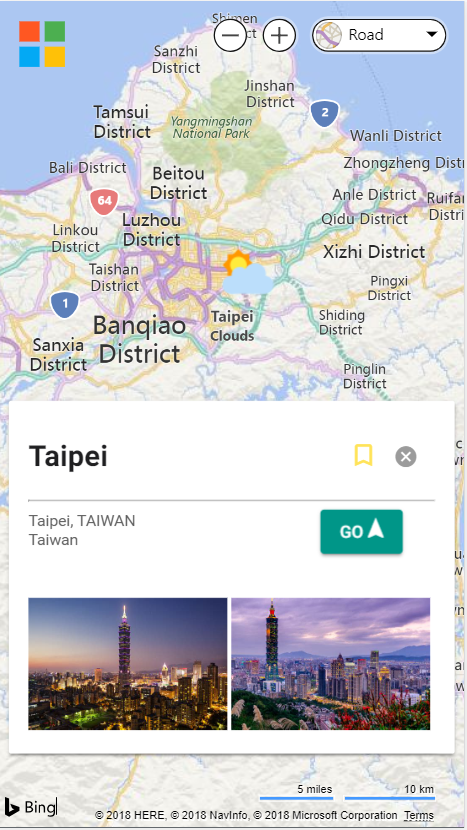 Shimen
District
Road
Sanzhi
District
Jinshan
District
2
Tamsui
District
Yangmingshan
National Park
Wanli District
Zhongzheng District
Bali District
Beitou
District
64
Anle District
Ruifa
Distri
Luzhou
District
Qidu District
Linkou
District
Xizhi District
Taishan
District
Pingxi
District
1
Taipei
Clouds
Shiding
District
Banqiao
District
Sanxia
District
Pinglin
District
Taipei
Taipei, TAIWAN
Taiwan
GO
5 miles
10 km
Bing
© 2018 HERE, © 2018 NavInfo, © 2018 Microsoft Corporation Terms